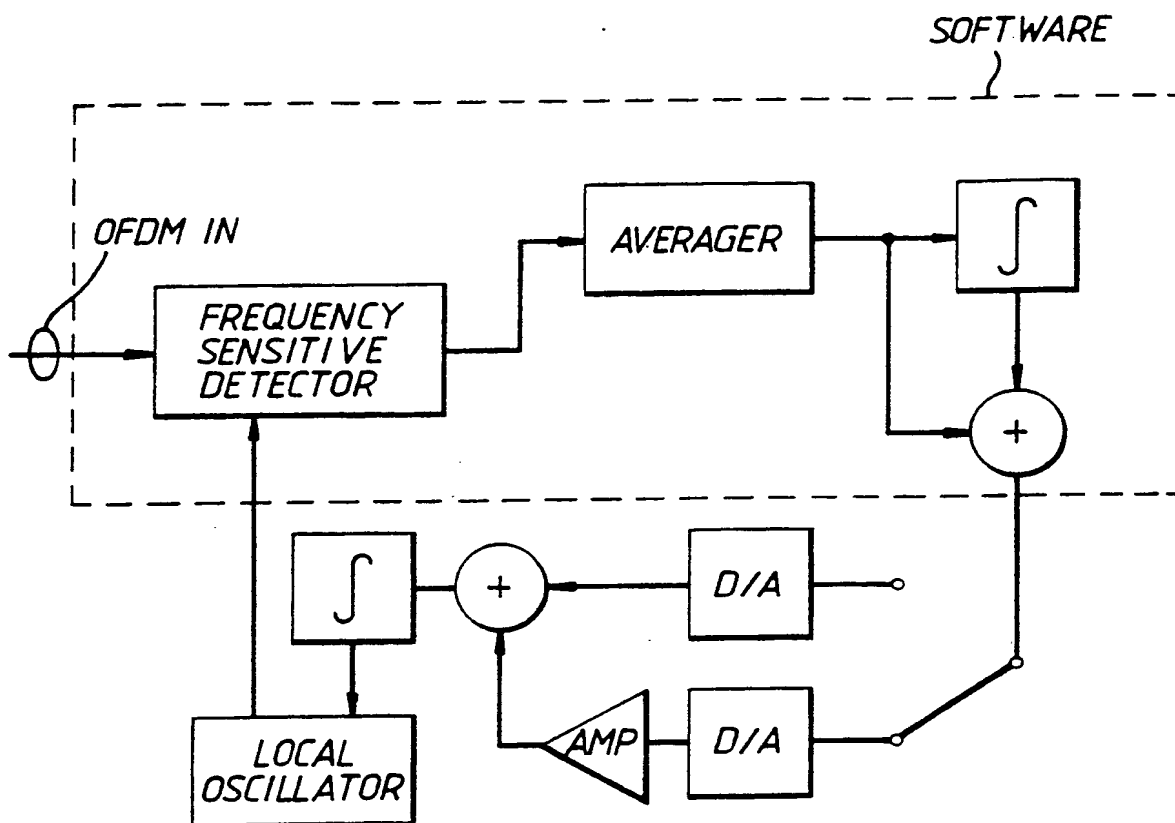 SOFTWARE
OFDM IN
AVERAGER
∫
FREQUENCY
SENSITIVE
DETECTOR
+
∫
+
D/A
AMP
D/A
LOCAL
OSCILLATOR